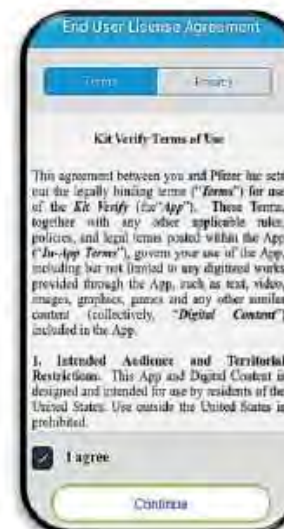 End User License Agreement
Terms
Privacy
Kit Verify Terms of Use
This agreement between you and Pfizer Inc sets
out the legally binding terms ("Terms") for use
of the Kit Verify (the "App"). These Terms,
together with any other applicable rules,
policies, and legal terms posted within the App
("In-App Terms"), govern your use of the App,
including but not limited to any digitized works
provided through the App, such as text, video,
images, graphics, games and any other similar
content (collectively, "Digital Content")
included in the App.
1. Intended Audience and Territorial
Restrictions. This App and Digital Content is
designed and intended for use by residents of the
United States. Use outside the United States is
prohibited.
I agree
Continue